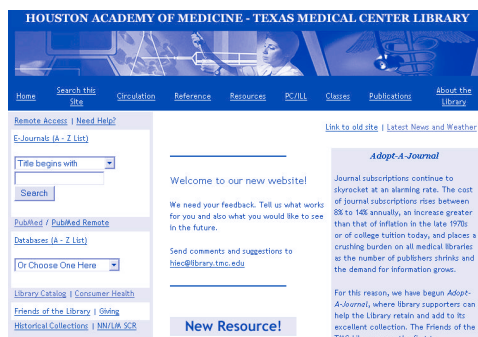 HOUSTON ACADEMY OF MEDICINE - TEXAS MEDICAL CENTER LIBRARY
Home
Search this
Site
Circulation
Reference
Resources
PC/ILL
Classes
Publications
About the
Library
Remote Access | Need Help?
E-Journals (A - Z List)
Title begins with
Search
PubMed / PubMed Remote
Databases (A - Z List)
Or Choose One Here
Library Catalog | Consumer Health
Friends of the Library | Giving
Historical Collections | NN/LM SCR
Welcome to our new website!
We need your feedback. Tell us what works
for you and also what you would like to see
in the future.
Send comments and suggestions to
hiec@library.tmc.edu
New Resource!
Link to old site | Latest News and Weather
Adopt-A-Journal
Journal subscriptions continue to
skyrocket at an alarming rate. The cost
of journal subscriptions rises between
8% to 14% annually, an increase greater
than that of inflation in the late 1970s
or of college tuition today, and places a
crushing burden on all medical libraries
as the number of publishers shrinks and
the demand for information grows.
For this reason, we have begun Adopt-
A-Journal, where library supporters can
help the Library retain and add to its
excellent collection. The Friends of the